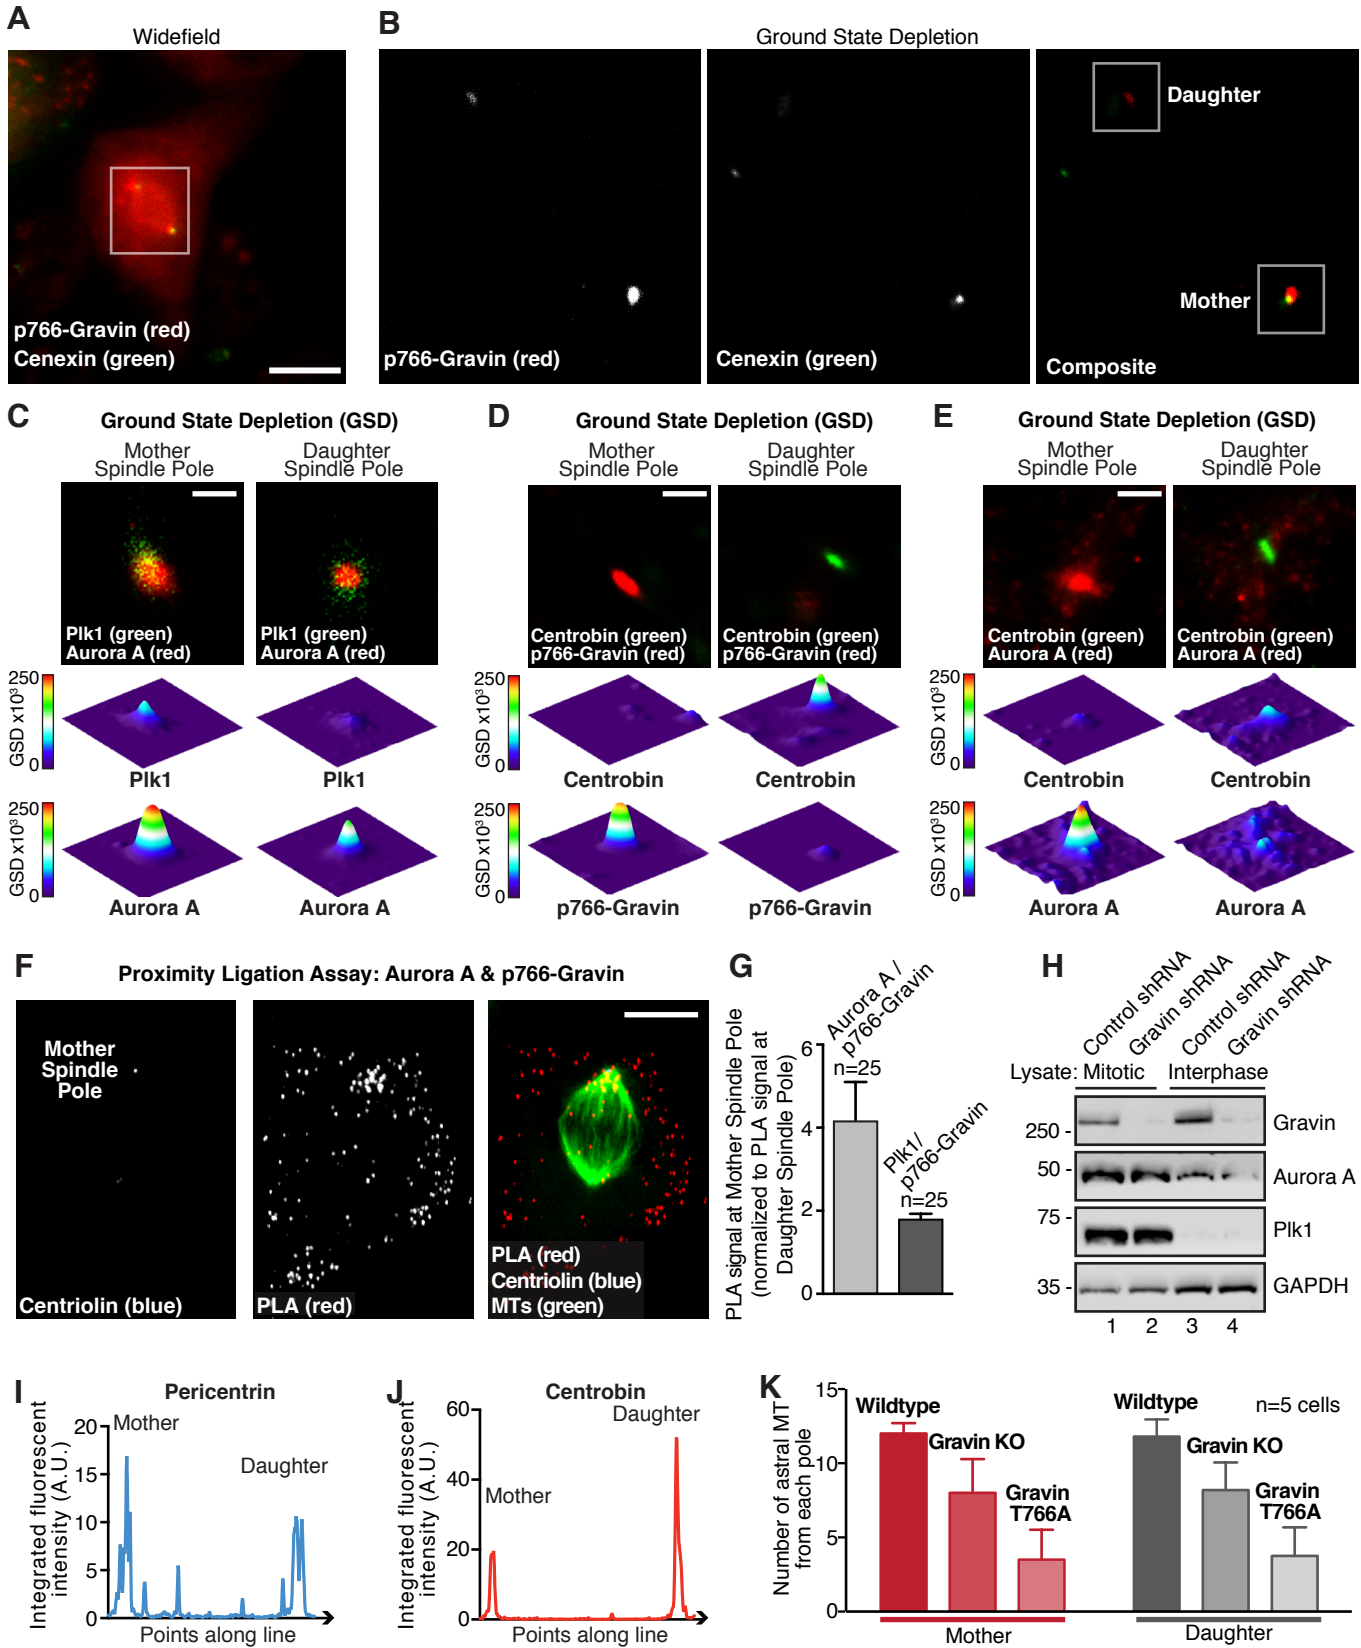 A
Widefield
p766-Gravin (red)
Cenexin (green)
B
Ground State Depletion
p766-Gravin (red)
Cenexin (green)
Daughter
Mother
Composite
C
Ground State Depletion (GSD)
Mother
Spindle Pole
Daughter
Spindle Pole
Plk1 (green)
Aurora A (red)
Plk1 (green)
Aurora A (red)
250
GSD x10³
0
Plk1
Plk1
250
GSD x10³
0
Aurora A
Aurora A
D
Ground State Depletion (GSD)
Mother
Spindle Pole
Daughter
Spindle Pole
Centrobin (green)
p766-Gravin (red)
Centrobin (green)
p766-Gravin (red)
250
GSD x10³
0
Centrobin
Centrobin
250
GSD x10³
0
p766-Gravin
p766-Gravin
E
Ground State Depletion (GSD)
Mother
Spindle Pole
Daughter
Spindle Pole
Centrobin (green)
Aurora A (red)
Centrobin (green)
Aurora A (red)
250
GSD x10³
0
Centrobin
Centrobin
250
GSD x10³
0
Aurora A
Aurora A
F
Proximity Ligation Assay: Aurora A & p766-Gravin
Mother
Spindle
Pole
Centriolin (blue)
PLA (red)
PLA (red)
Centriolin (blue)
MTs (green)
G
PLA signal at Mother Spindle Pole
(normalized to PLA signal at
Daughter Spindle Pole)
6
4
2
0
Aurora A /
p766-Gravin
n=25
Plk1/
p766-Gravin
n=25
H
Control shRNA
Gravin shRNA
Control shRNA
Gravin shRNA
Lysate: Mitotic Interphase
250 - Gravin
50 - Aurora A
75 - Plk1
35 - GAPDH
1 2 3 4
I
Pericentrin
Integrated fluorescent
intensity (A.U.)
20
15
10
5
0
Mother
Daughter
Points along line
J
Centrobin
Integrated fluorescent
intensity (A.U.)
60
40
20
0
Mother
Daughter
Points along line
K
Number of astral MT
from each pole
15
10
5
0
Wildtype
Gravin KO
Gravin
T766A
Wildtype
n=5 cells
Gravin KO
Gravin
T766A
Mother
Daughter